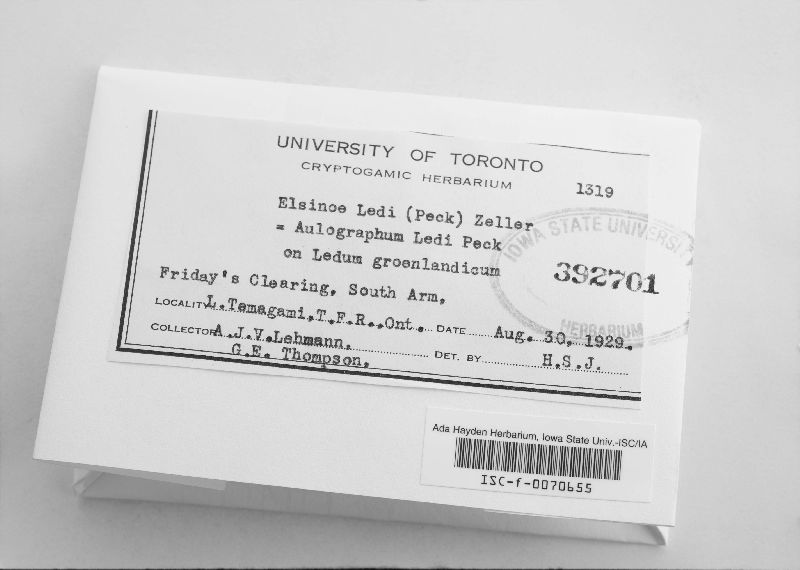 UNIVERSITY OF TORONTO
CRYPTOGAMIC HERBARIUM
1319
Elsinoe Ledi (Peck) Zeller
= Aulographum Ledi Peck
on Ledum groenlandicum
IOWA STATE UNIVERSITY
392701
HERBARIUM
Friday's Clearing, South Arm,
LOCALITY L. Temagami, T.F.R., Ont. DATE Aug. 30, 1929.
COLLECTOR A.J.V. Lehmann. DET. BY H.S.J.
G.E. Thompson.
Ada Hayden Herbarium, Iowa State Univ.-ISC/IA
ISC-f-0070655